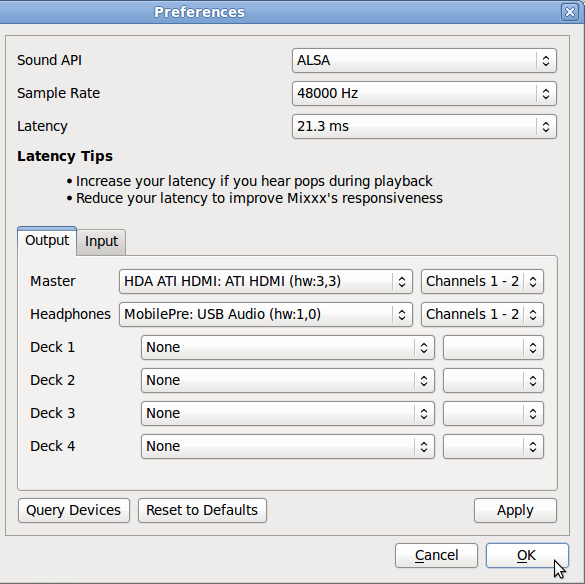 Preferences
Sound API ALSA
Sample Rate 48000 Hz
Latency 21.3 ms
Latency Tips
• Increase your latency if you hear pops during playback
• Reduce your latency to improve Mixxx's responsiveness
Output Input
Master HDA ATI HDMI: ATI HDMI (hw:3,3) Channels 1 - 2
Headphones MobilePre: USB Audio (hw:1,0) Channels 1 - 2
Deck 1 None
Deck 2 None
Deck 3 None
Deck 4 None
Query Devices Reset to Defaults Apply
Cancel OK